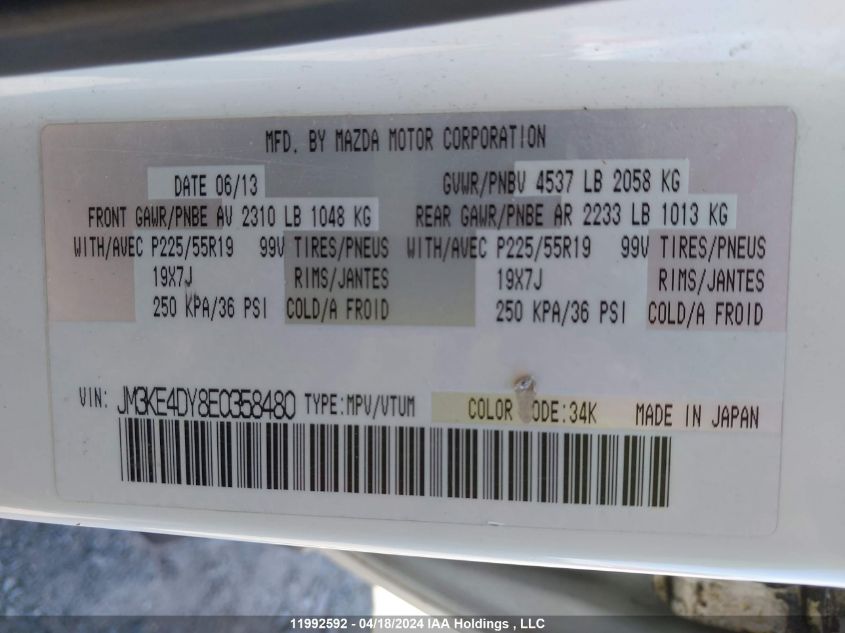 MFD. BY MAZDA MOTOR CORPORATION
DATE 06/13 GVWR/PNBV 4537 LB 2058 KG
FRONT GAWR/PNBE AV 2310 LB 1048 KG REAR GAWR/PNBE AR 2233 LB 1013 KG
WITH/AVEC P225/55R19 99V TIRES/PNEUS WITH/AVEC P225/55R19 99V TIRES/PNEUS
19X7J RIMS/JANTES 19X7J RIMS/JANTES
250 KPA/36 PSI COLD/A FROID 250 KPA/36 PSI COLD/A FROID
VIN: JM3KE4DY8E0358480 TYPE:MPV/VTUM COLOR ODE:34K MADE IN JAPAN
11992592 - 04/18/2024 IAA Holdings , LLC